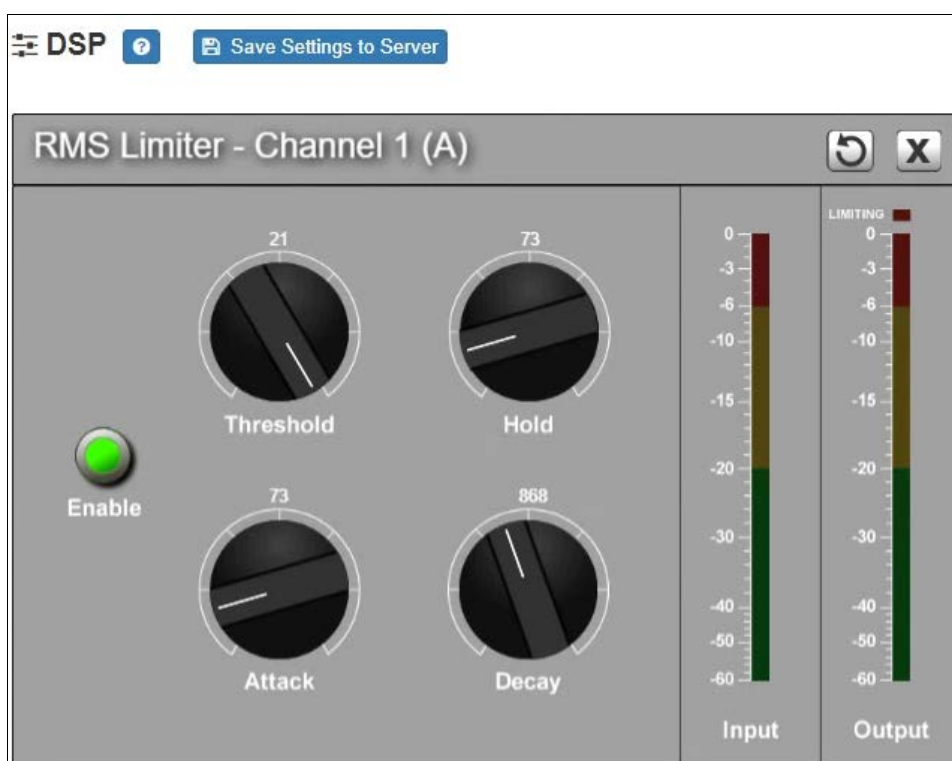 DSP ? Save Settings to Server
RMS Limiter - Channel 1 (A) X
21
73
Threshold
Hold
Enable
73
868
Attack
Decay
0
-3
-6
-10
-15
-20
-30
-40
-50
-60
Input
LIMITING
0
-3
-6
-10
-15
-20
-30
-40
-50
-60
Output